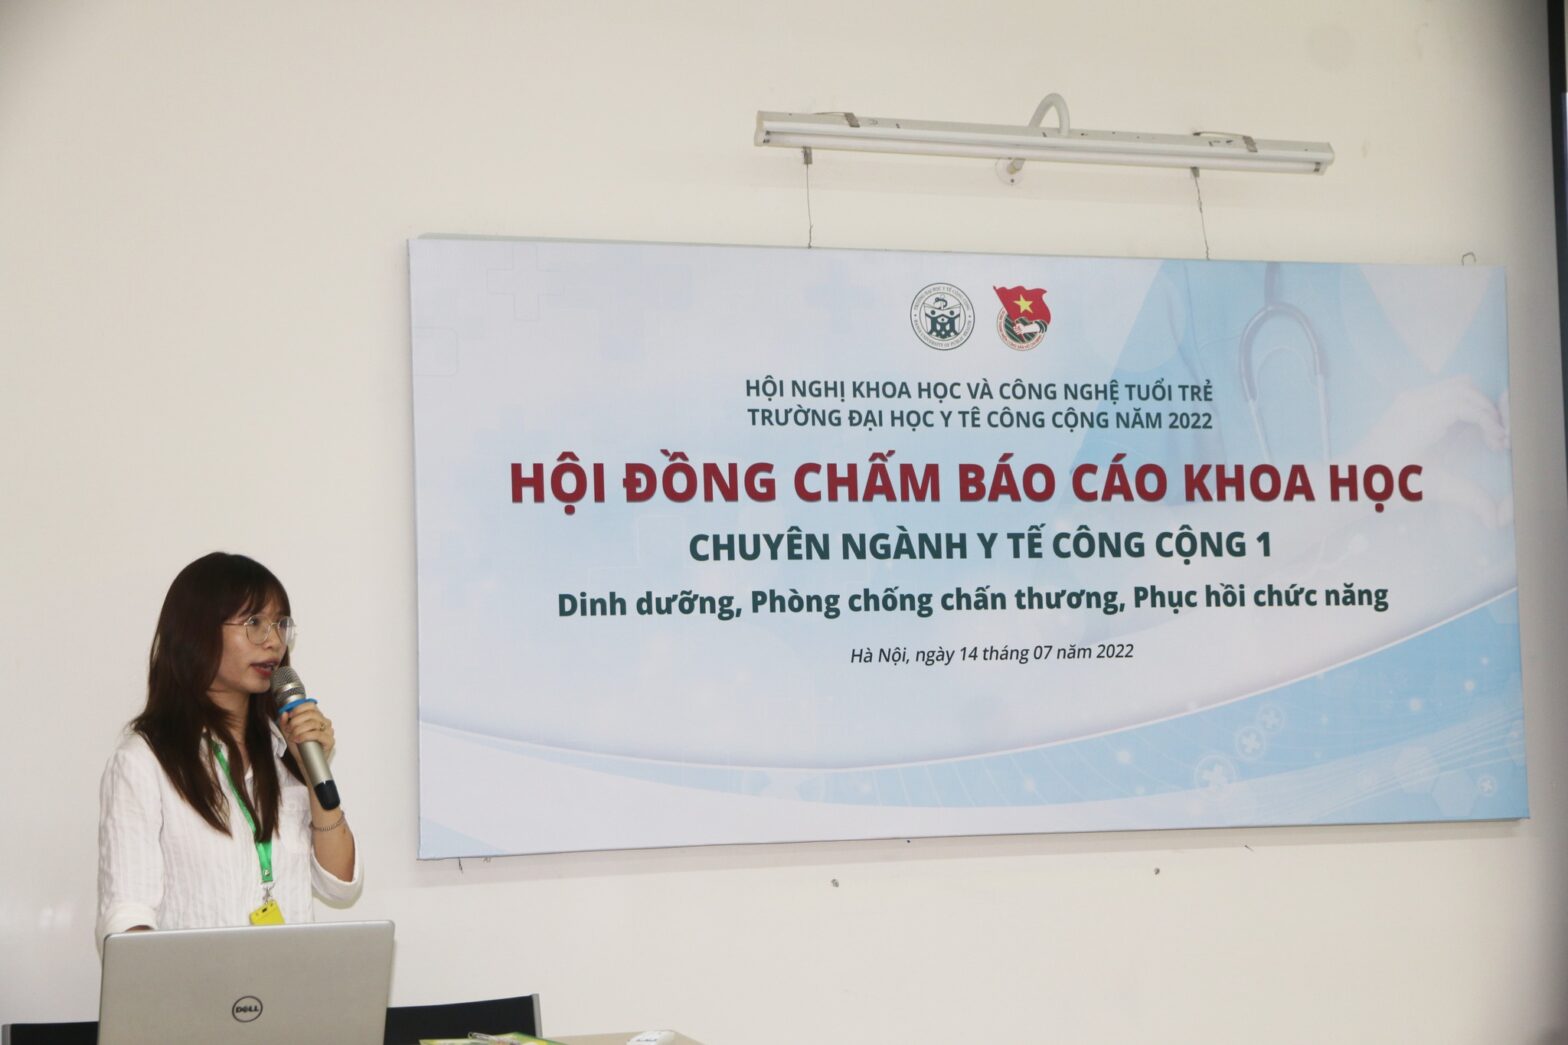 HỘI NGHỊ KHOA HỌC VÀ CÔNG NGHỆ TUỔI TRẺ
TRƯỜNG ĐẠI HỌC Y TẾ CÔNG CỘNG NĂM 2022
HỘI ĐỒNG CHẤM BÁO CÁO KHOA HỌC
CHUYÊN NGÀNH Y TẾ CÔNG CỘNG 1
Dinh dưỡng, Phòng chống chấn thương, Phục hồi chức năng
Hà Nội, ngày 14 tháng 07 năm 2022
DELL